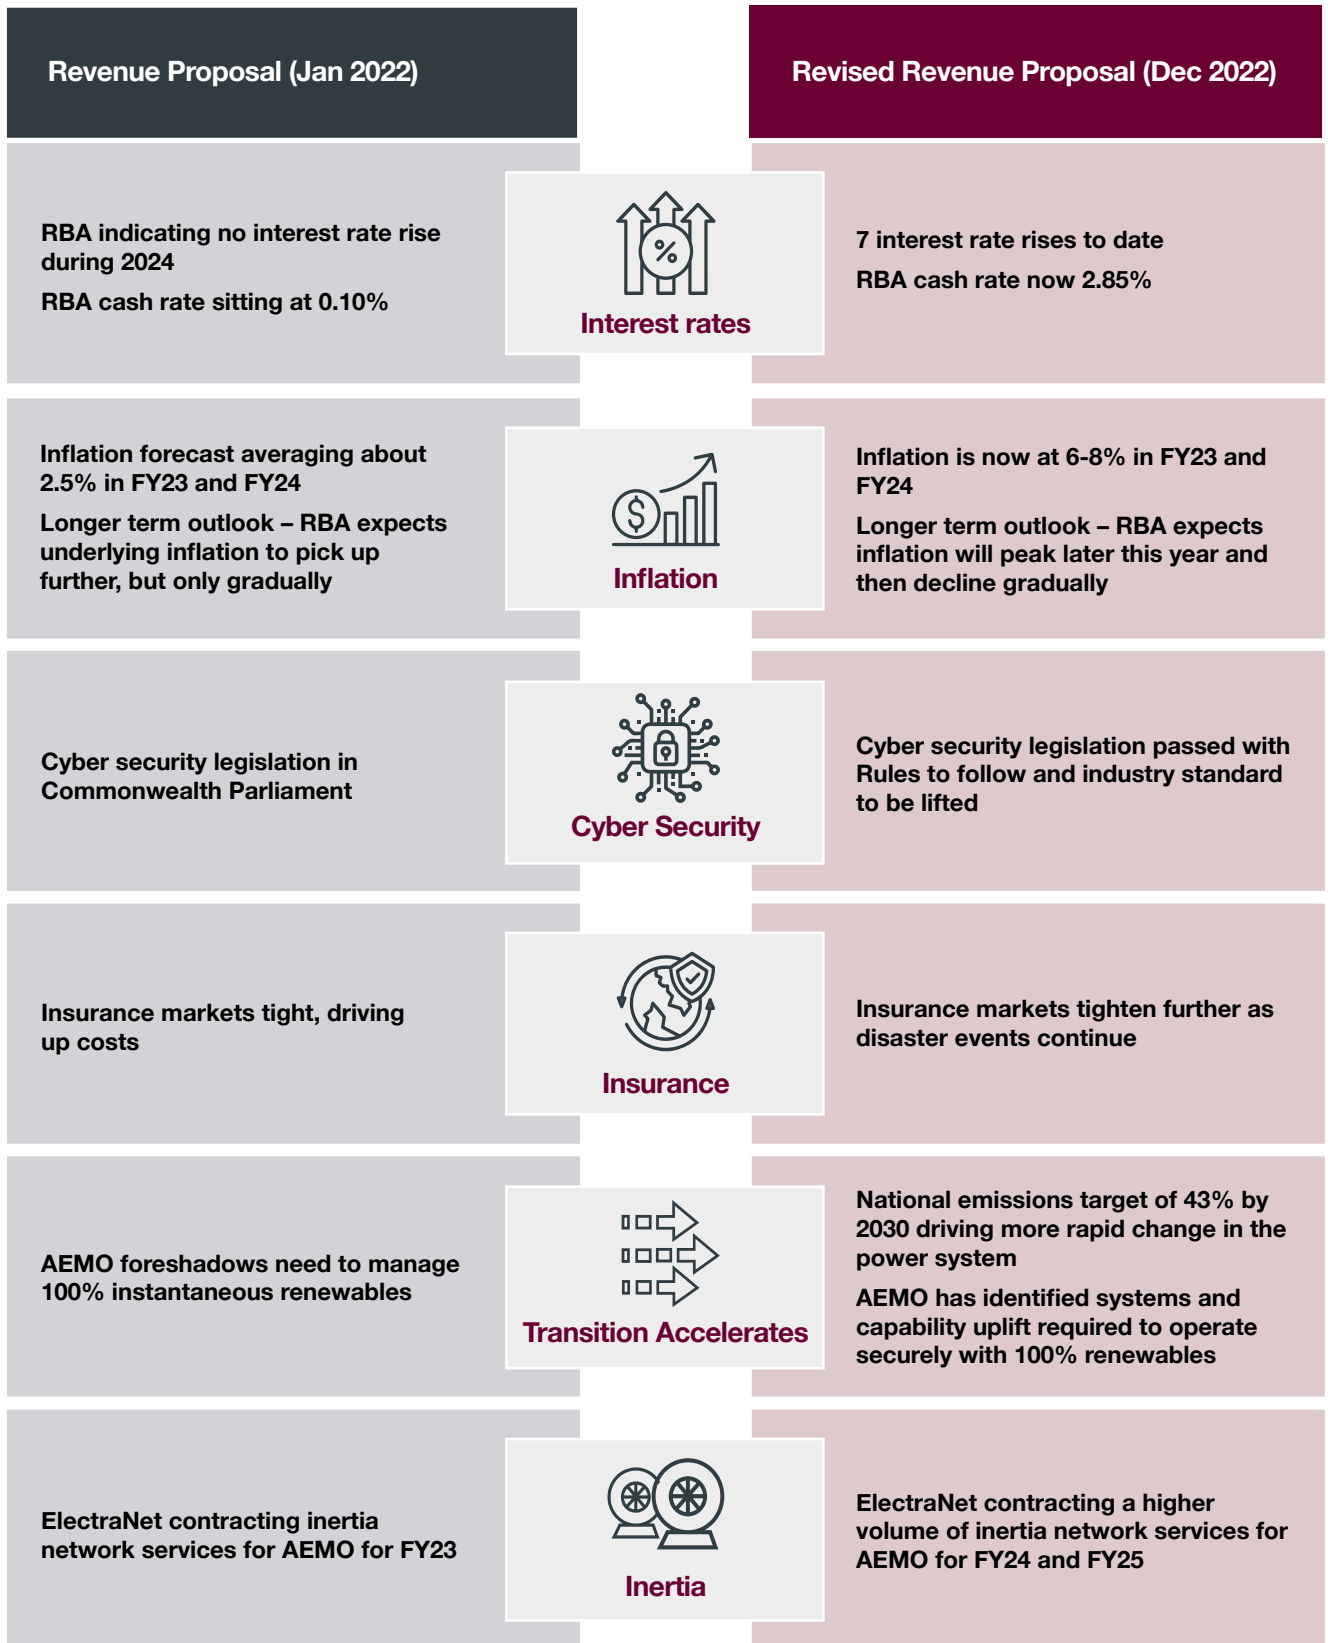 Revenue Proposal (Jan 2022)
Revised Revenue Proposal (Dec 2022)
RBA indicating no interest rate rise
during 2024
RBA cash rate sitting at 0.10%
Interest rates
7 interest rate rises to date
RBA cash rate now 2.85%
Inflation forecast averaging about
2.5% in FY23 and FY24
Longer term outlook – RBA expects
underlying inflation to pick up
further, but only gradually
Inflation
Inflation is now at 6-8% in FY23 and
FY24
Longer term outlook – RBA expects
inflation will peak later this year and
then decline gradually
Cyber security legislation in
Commonwealth Parliament
Cyber Security
Cyber security legislation passed with
Rules to follow and industry standard
to be lifted
Insurance markets tight, driving
up costs
Insurance
Insurance markets tighten further as
disaster events continue
AEMO foreshadows need to manage
100% instantaneous renewables
Transition Accelerates
National emissions target of 43% by
2030 driving more rapid change in the
power system
AEMO has identified systems and
capability uplift required to operate
securely with 100% renewables
ElectraNet contracting inertia
network services for AEMO for FY23
Inertia
ElectraNet contracting a higher
volume of inertia network services for
AEMO for FY24 and FY25